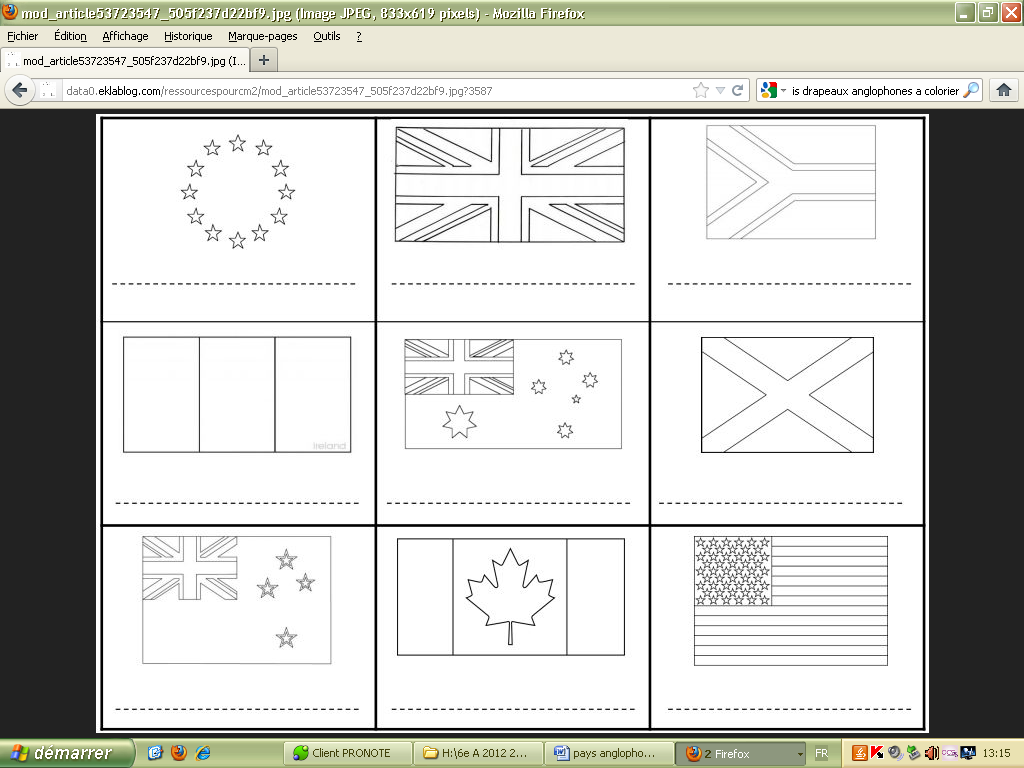 mod_article53723547_505f237d22bf9.jpg (Image JPEG, 833x619 pixels) - Mozilla Firefox
Fichier Édition Affichage Historique Marque-pages Outils ?
mod_article53723547_505f237d22bf9.jpg (I... +
data0.eklablog.com/ressourcespourcm2/mod_article53723547_505f237d22bf9.jpg?3587 is drapeaux anglophones a colorier
ireland
démarrer Client PRONOTE H:\6e A 2012 2... pays anglopho... 2 Firefox FR 13:15